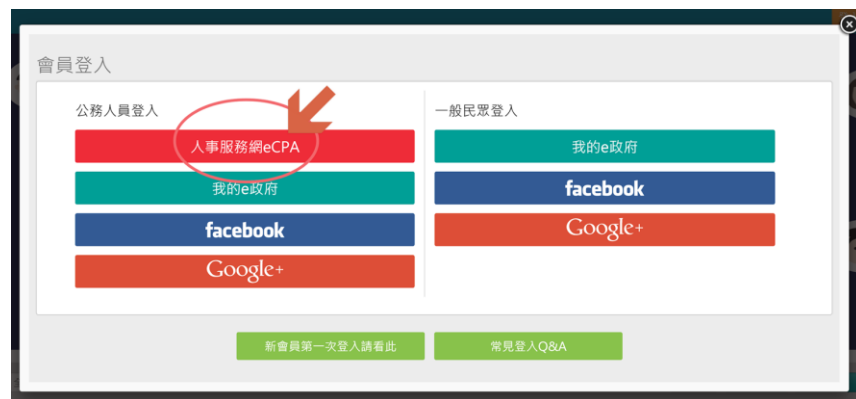 會員登入
公務人員登入
人事服務網eCPA
我的e政府
facebook
Google+
一般民眾登入
我的e政府
facebook
Google+
新會員第一次登入請看此
常見登入Q&A